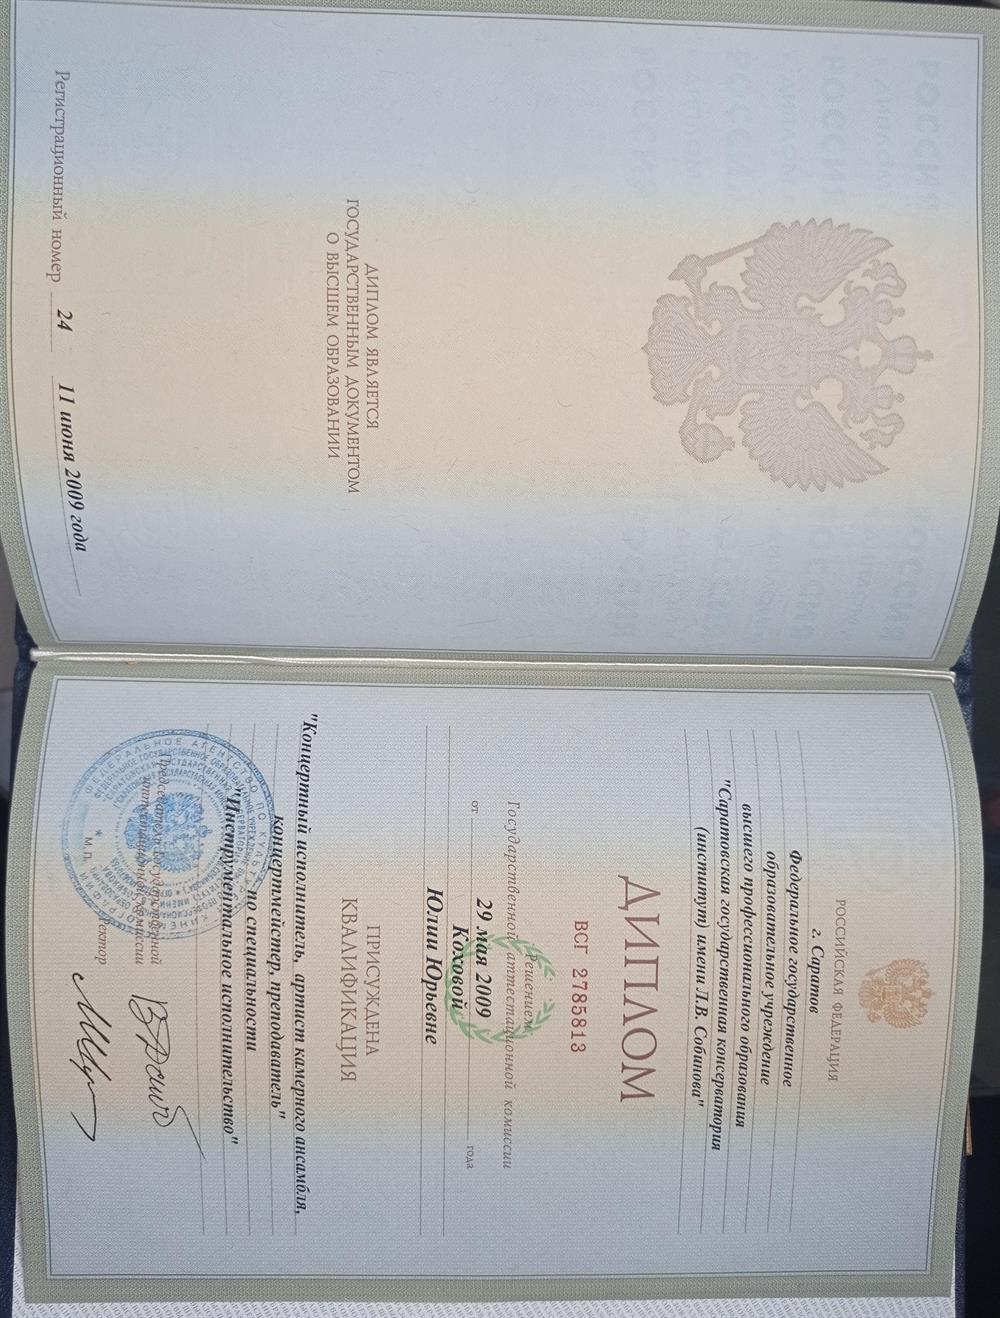 ДИПЛОМ ЯВЛЯЕТСЯ
ГОСУДАРСТВЕННЫМ ДОКУМЕНТОМ
О ВЫСШЕМ ОБРАЗОВАНИИ
Регистрационный номер 24 11 июня 2009 года
РОССИЙСКАЯ ФЕДЕРАЦИЯ
г. Саратов
Федеральное государственное
образовательное учреждение
высшего профессионального образования
"Саратовская государственная консерватория
(институт) имени Л.В. Собинова"
ДИПЛОМ
ВСГ 2785813
Решением
Государственной аттестационной комиссии
от 29 мая 2009 года
Коховой
Юлии Юрьевне
ПРИСУЖДЕНА
КВАЛИФИКАЦИЯ
"Концертный исполнитель, артист камерного ансамбля,
концертмейстер, преподаватель"
по специальности
"Инструментальное исполнительство"
Председатель Государственной
аттестационной комиссии
Ректор
М.П.